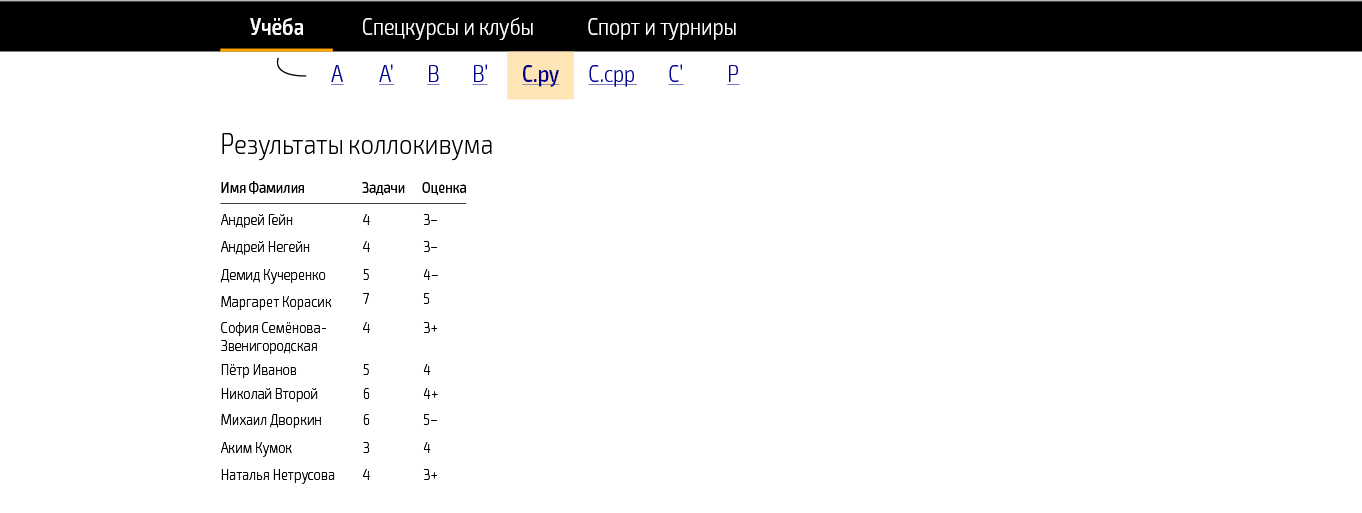 Учёба Спецкурсы и клубы Спорт и турниры
A A' B B' C.py C.cpp C' P
Результаты коллокивума
Имя Фамилия Задачи Оценка
Андрей Гейн 4 3–
Андрей Негейн 4 3–
Демид Кучеренко 5 4–
Маргарет Корасик 7 5
София Семёнова- 4 3+
Звенигородская
Пётр Иванов 5 4
Николай Второй 6 4+
Михаил Дворкин 6 5–
Аким Кумок 3 4
Наталья Нетрусова 4 3+